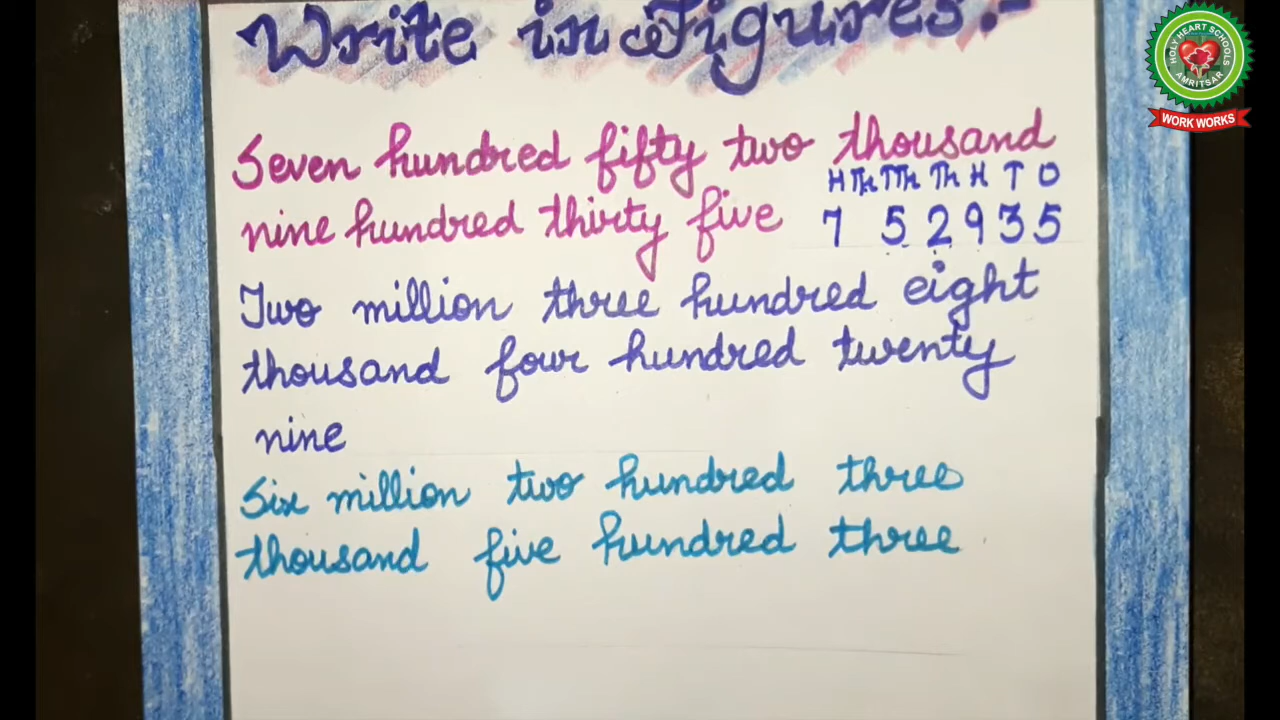 Write in Figures:-
Seven hundred fifty two thousand
HTh TTh Th H T O
nine hundred thirty five 7 5 2 9 3 5
Two million three hundred eight
thousand four hundred twenty
nine
Six million two hundred three
thousand five hundred three
HOLY HEART SCHOOLS
AMRITSAR
WORK WORKS